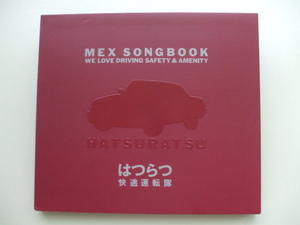 MEX SONGBOOK
WE LOVE DRIVING SAFETY & AMENITY
HATSURATSU
はつらつ
快適運転隊